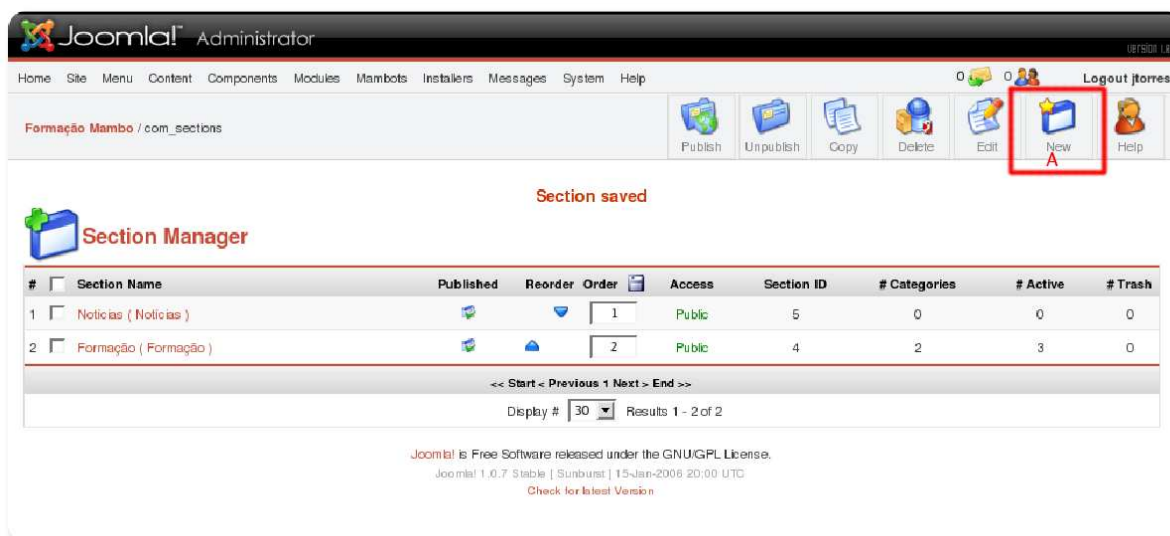 Joomla!™ Administrator
Home Site Menu Content Components Modules Mambots Installers Messages System Help 0 0 Logout jtorres
Formação Mambo / com_sections
Publish Unpublish Copy Delete Edit New Help
A
Section saved
Section Manager
# Section Name Published Reorder Order Access Section ID # Categories # Active # Trash
1 Notícias ( Notícias ) 1 Public 5 0 0 0
2 Formação ( Formação ) 2 Public 4 2 3 0
<< Start < Previous 1 Next > End >>
Display # 30 Results 1 - 2 of 2
Joomla! is Free Software released under the GNU/GPL License.
Joomla! 1.0.7 Stable [ Sunburst ] 15-Jan-2006 20:00 UTC
Check for latest Version